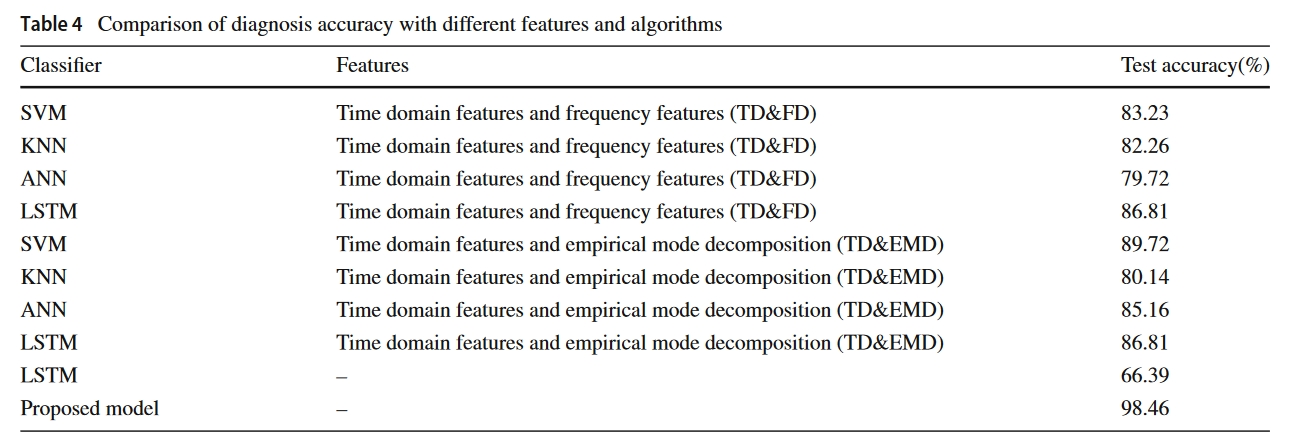 Table 4 Comparison of diagnosis accuracy with different features and algorithms
Classifier Features Test accuracy(%)
SVM Time domain features and frequency features (TD&FD) 83.23
KNN Time domain features and frequency features (TD&FD) 82.26
ANN Time domain features and frequency features (TD&FD) 79.72
LSTM Time domain features and frequency features (TD&FD) 86.81
SVM Time domain features and empirical mode decomposition (TD&EMD) 89.72
KNN Time domain features and empirical mode decomposition (TD&EMD) 80.14
ANN Time domain features and empirical mode decomposition (TD&EMD) 85.16
LSTM Time domain features and empirical mode decomposition (TD&EMD) 86.81
LSTM – 66.39
Proposed model – 98.46